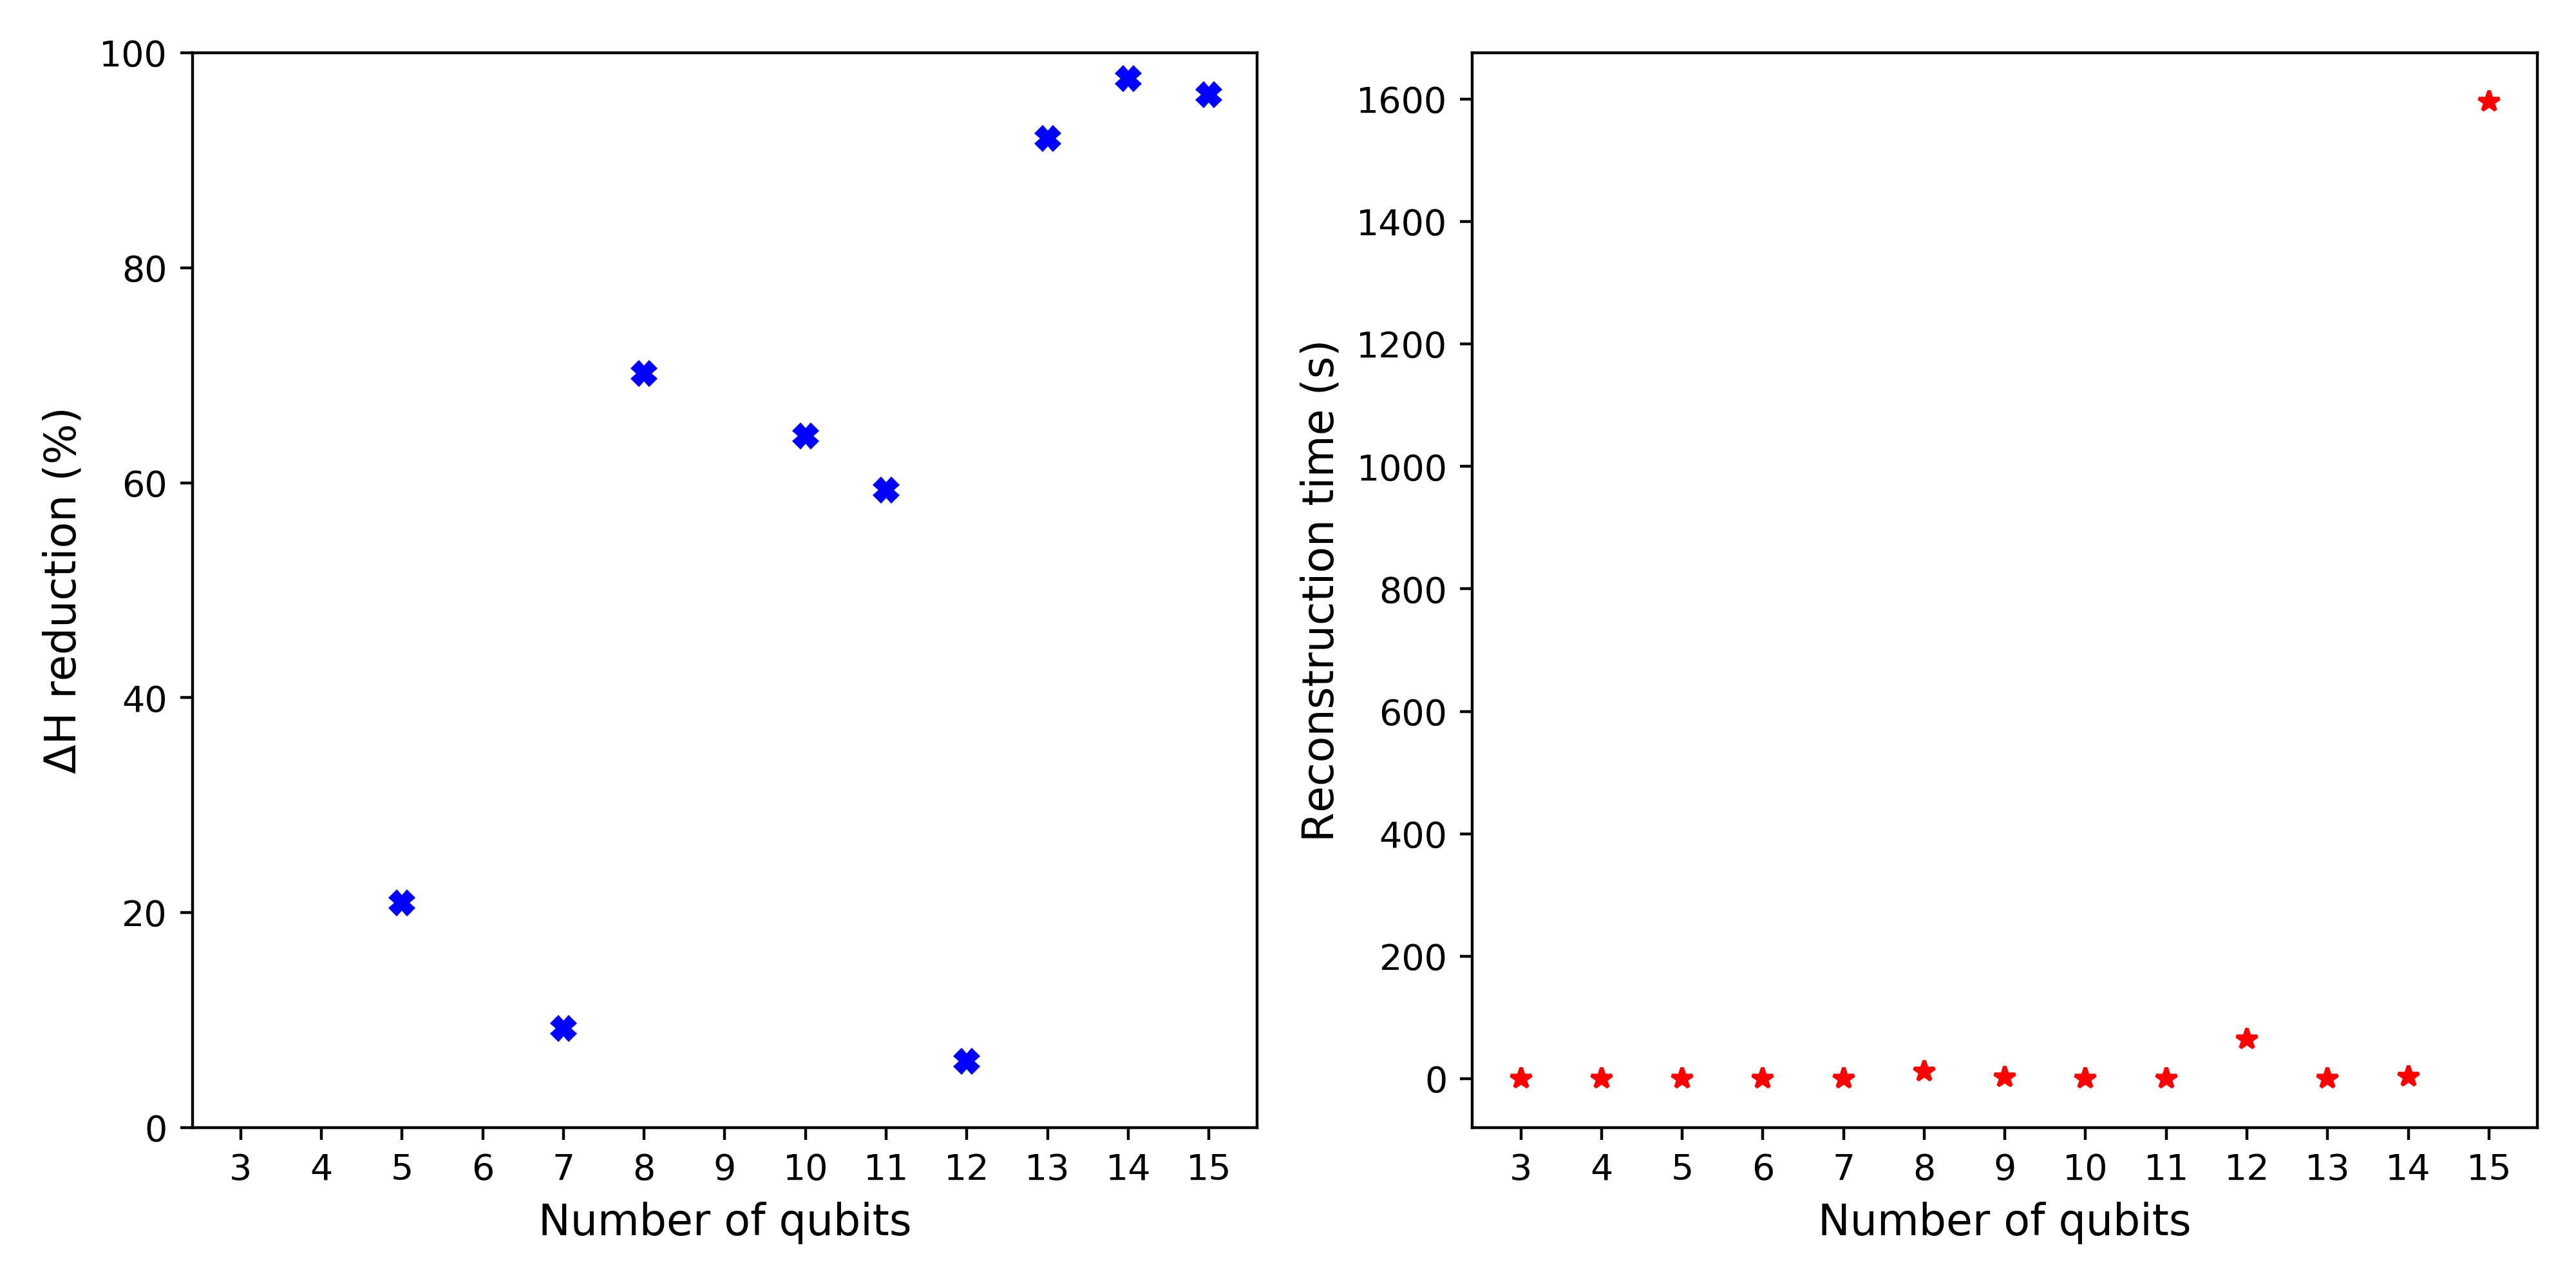 100
80
60
40
20
0
ΔH reduction (%)
3 4 5 6 7 8 9 10 11 12 13 14 15
Number of qubits
1600
1400
1200
1000
800
600
400
200
0
Reconstruction time (s)
3 4 5 6 7 8 9 10 11 12 13 14 15
Number of qubits